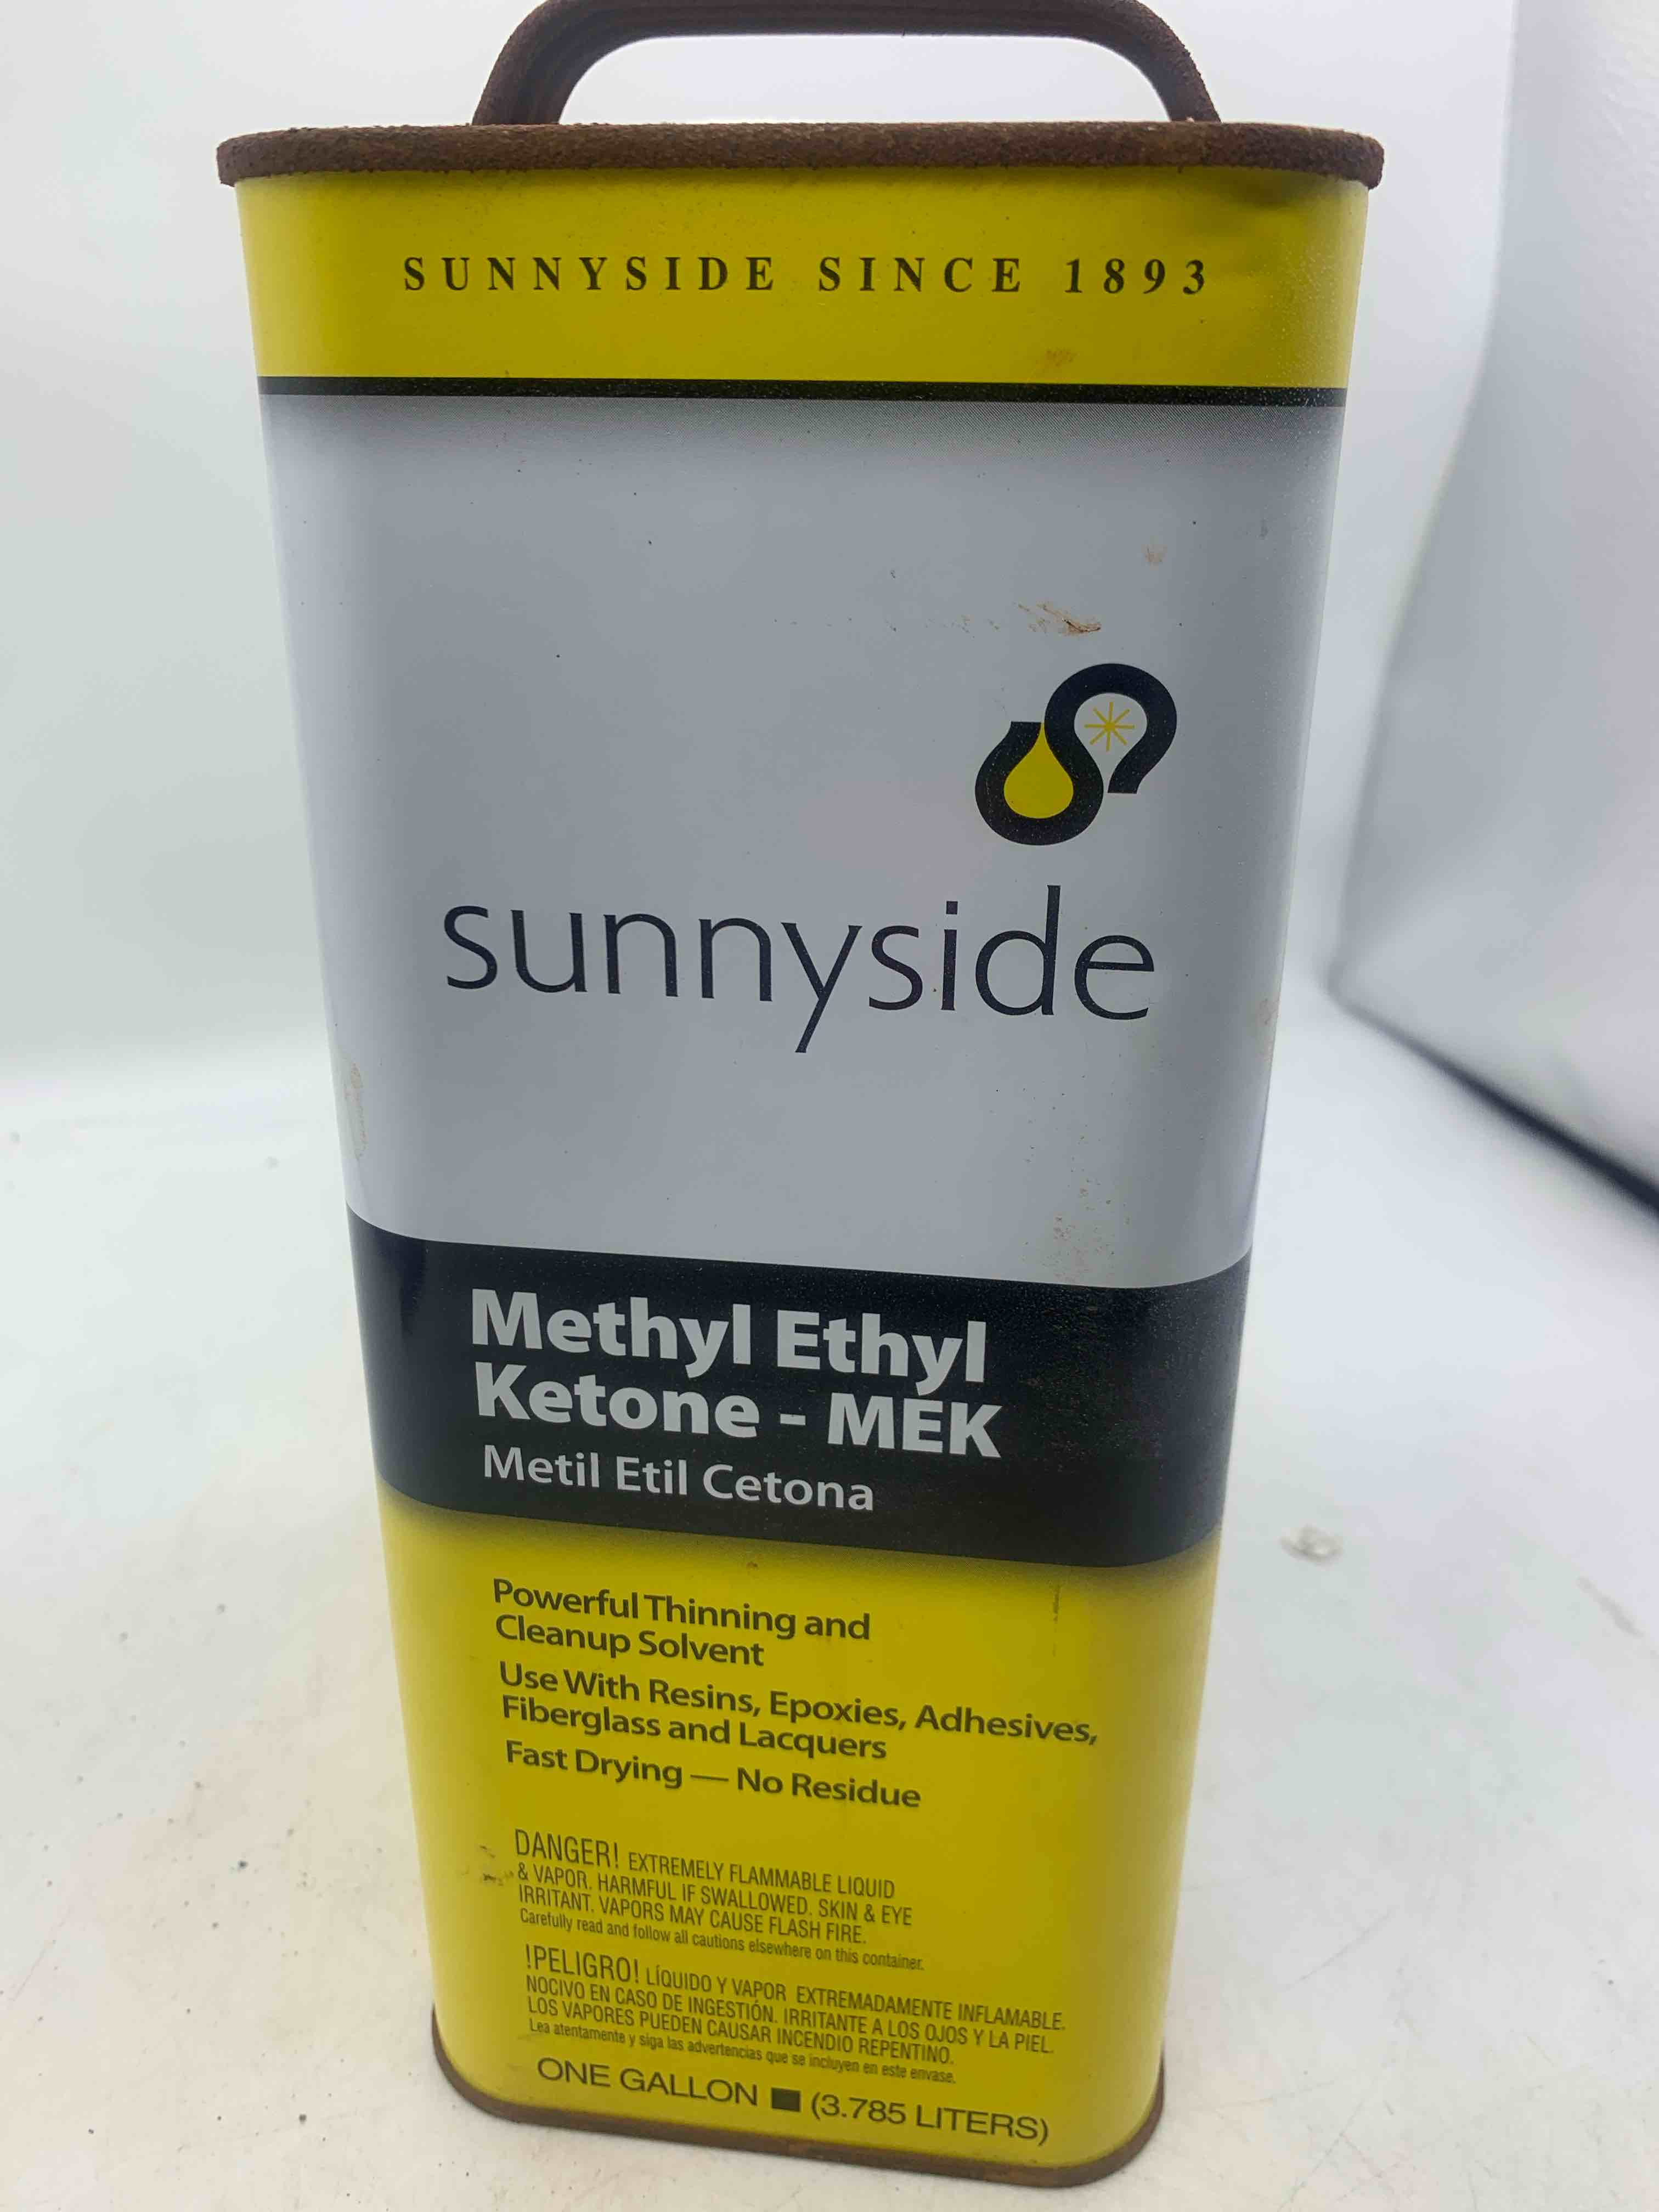 SUNNYSIDE SINCE 1893
sunnyside
Methyl Ethyl
Ketone - MEK
Metil Etil Cetona
Powerful Thinning and
Cleanup Solvent
Use With Resins, Epoxies, Adhesives,
Fiberglass and Lacquers
Fast Drying — No Residue
DANGER! EXTREMELY FLAMMABLE LIQUID
& VAPOR. HARMFUL IF SWALLOWED. SKIN & EYE
IRRITANT. VAPORS MAY CAUSE FLASH FIRE.
Carefully read and follow all cautions elsewhere on this container.
!PELIGRO! LÍQUIDO Y VAPOR EXTREMADAMENTE INFLAMABLE.
NOCIVO EN CASO DE INGESTIÓN. IRRITANTE A LOS OJOS Y LA PIEL.
LOS VAPORES PUEDEN CAUSAR INCENDIO REPENTINO.
Lea atentamente y siga las advertencias que se incluyen en este envase.
ONE GALLON ■ (3.785 LITERS)